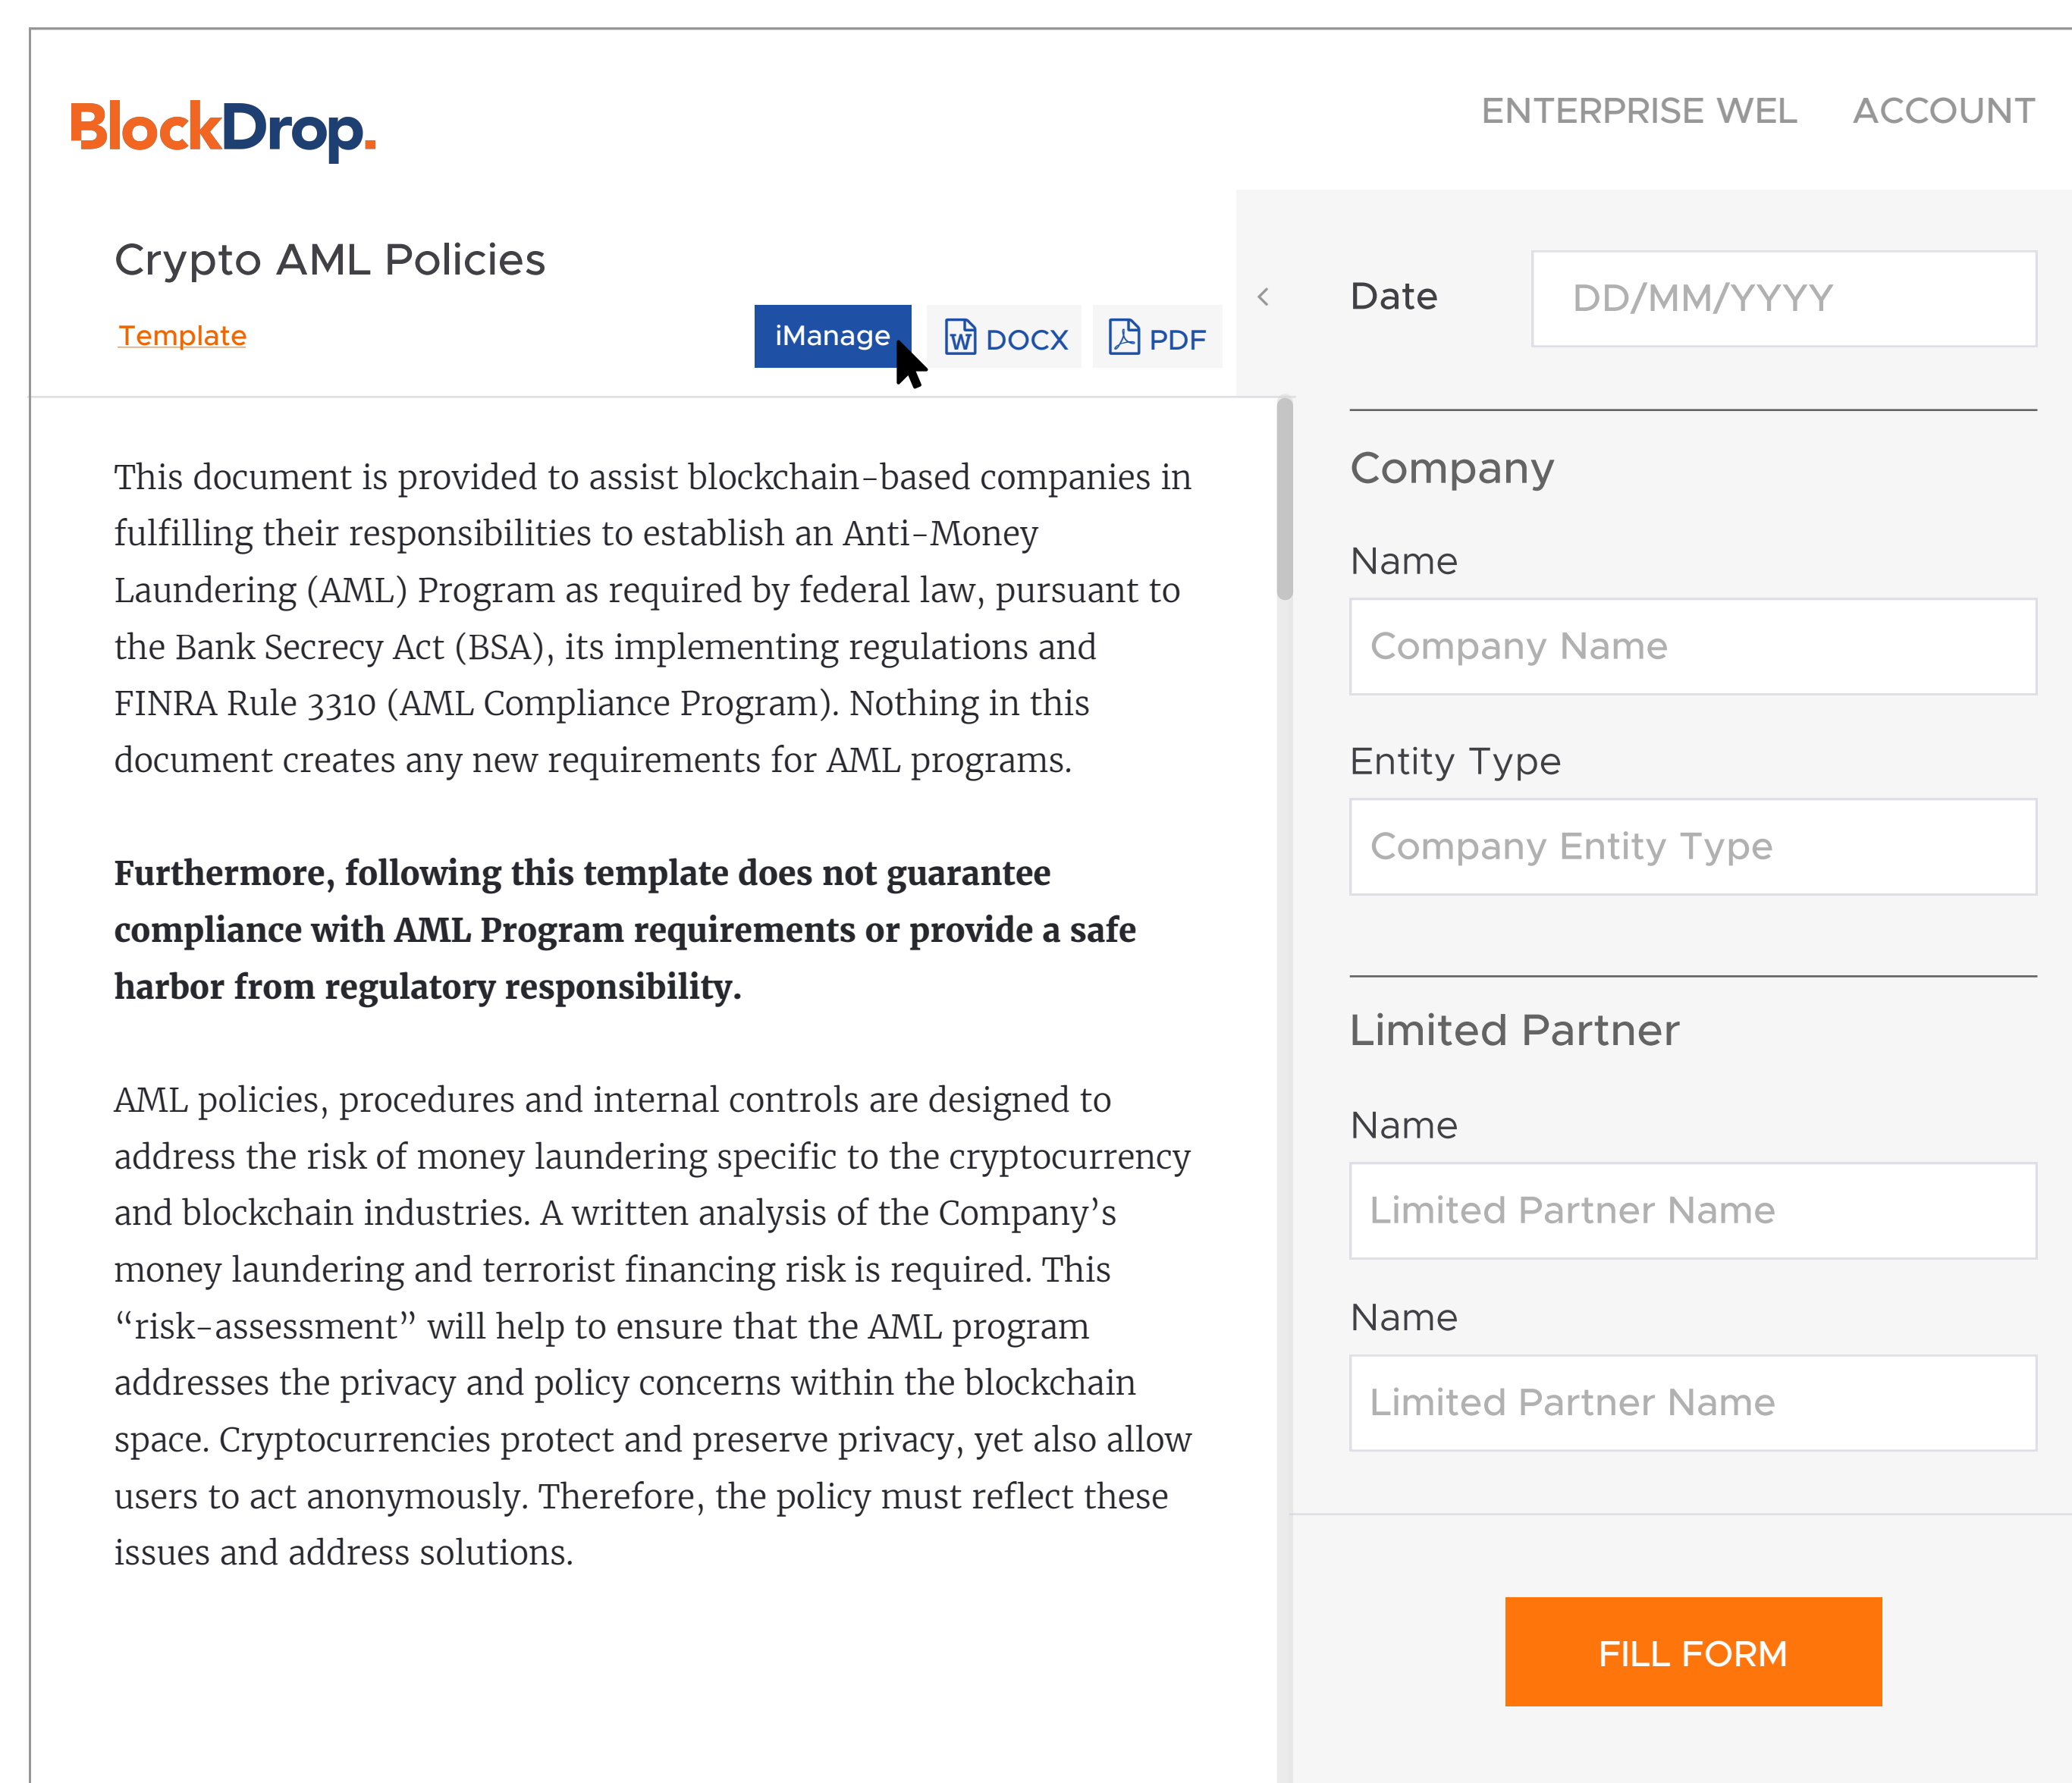 BlockDrop.
ENTERPRISE WEL
ACCOUNT
Crypto AML Policies
Template
iManage
DOCX
PDF
This document is provided to assist blockchain-based companies in
fulfilling their responsibilities to establish an Anti-Money
Laundering (AML) Program as required by federal law, pursuant to
the Bank Secrecy Act (BSA), its implementing regulations and
FINRA Rule 3310 (AML Compliance Program). Nothing in this
document creates any new requirements for AML programs.
Furthermore, following this template does not guarantee
compliance with AML Program requirements or provide a safe
harbor from regulatory responsibility.
AML policies, procedures and internal controls are designed to
address the risk of money laundering specific to the cryptocurrency
and blockchain industries. A written analysis of the Company’s
money laundering and terrorist financing risk is required. This
“risk-assessment” will help to ensure that the AML program
addresses the privacy and policy concerns within the blockchain
space. Cryptocurrencies protect and preserve privacy, yet also allow
users to act anonymously. Therefore, the policy must reflect these
issues and address solutions.
Date
DD/MM/YYYY
Company
Name
Company Name
Entity Type
Company Entity Type
Limited Partner
Name
Limited Partner Name
Name
Limited Partner Name
FILL FORM